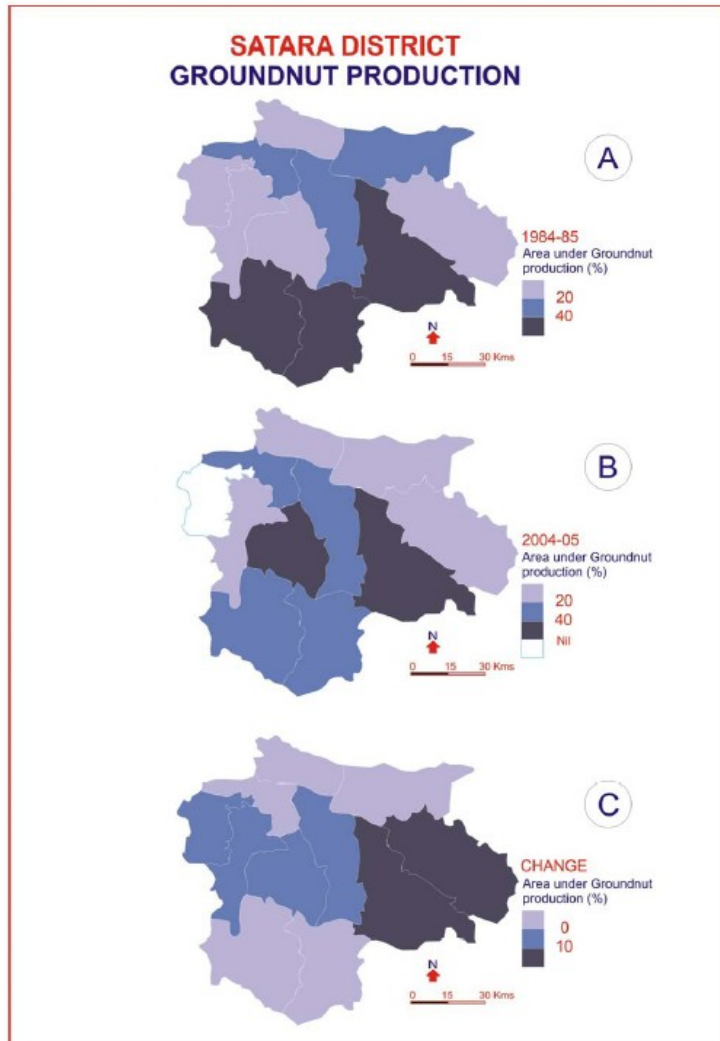 SATARA DISTRICT
GROUNDNUT PRODUCTION
A
1984-85
Area under Groundnut
production (%)
20
40
N
0 15 30 Kms
B
2004-05
Area under Groundnut
production (%)
20
40
Nil
N
0 15 30 Kms
C
CHANGE
Area under Groundnut
production (%)
0
10
N
0 15 30 Kms